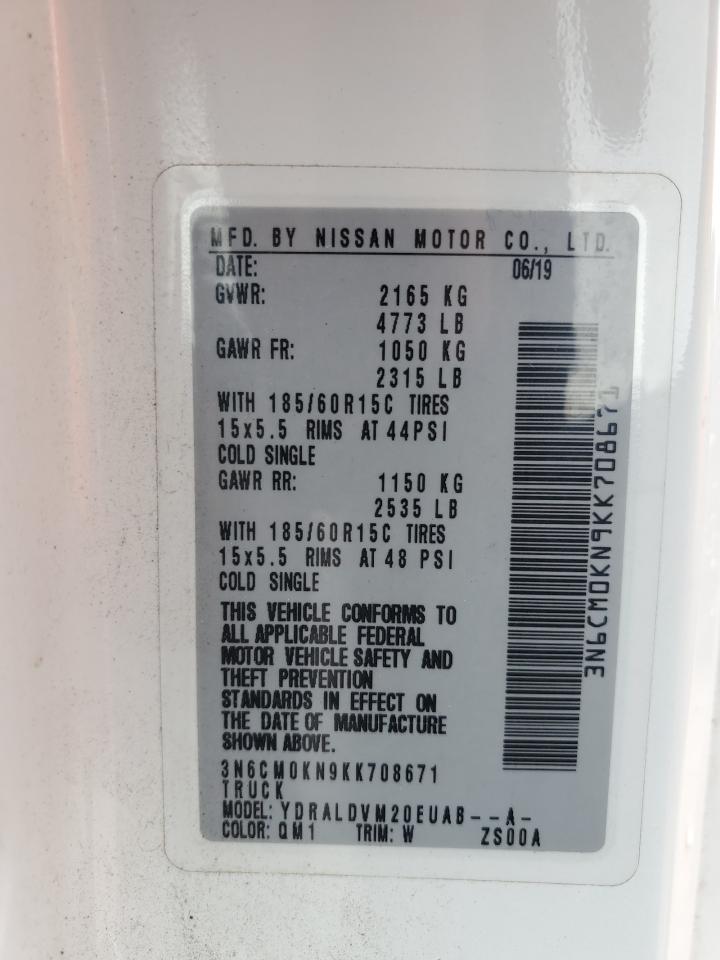 MFD. BY NISSAN MOTOR CO., LTD.
DATE: 06/19
GVWR: 2165 KG
4773 LB
GAWR FR: 1050 KG
2315 LB
WITH 185/60R15C TIRES
15x5.5 RIMS AT 44PSI
COLD SINGLE
GAWR RR: 1150 KG
2535 LB
WITH 185/60R15C TIRES
15x5.5 RIMS AT 48 PSI
COLD SINGLE
THIS VEHICLE CONFORMS TO
ALL APPLICABLE FEDERAL
MOTOR VEHICLE SAFETY AND
THEFT PREVENTION
STANDARDS IN EFFECT ON
THE DATE OF MANUFACTURE
SHOWN ABOVE.
3N6CM0KN9KK708671
TRUCK
MODEL: YDRALDVM20EUAB--A-
COLOR: QM1 TRIM: W ZS00A
3N6CM0KN9KK708671